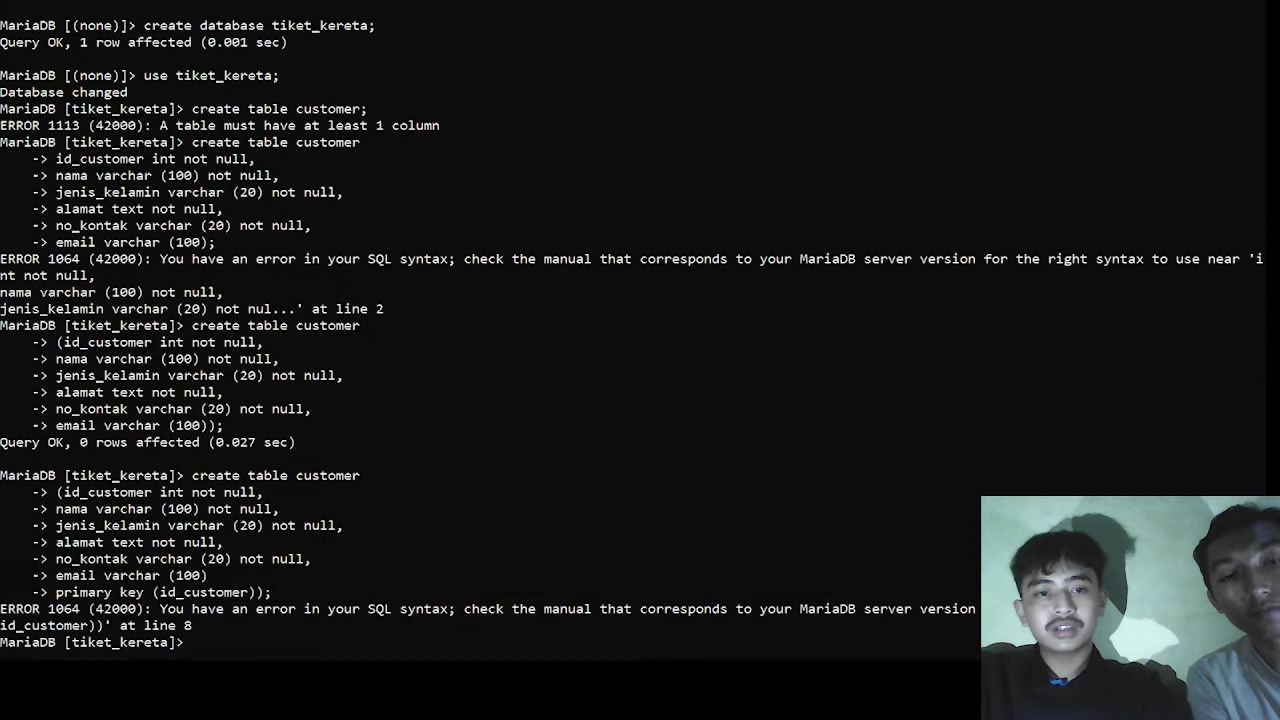 MariaDB [(none)]> create database tiket_kereta;
Query OK, 1 row affected (0.001 sec)
MariaDB [(none)]> use tiket_kereta;
Database changed
MariaDB [tiket_kereta]> create table customer;
ERROR 1113 (42000): A table must have at least 1 column
MariaDB [tiket_kereta]> create table customer
-> id_customer int not null,
-> nama varchar (100) not null,
-> jenis_kelamin varchar (20) not null,
-> alamat text not null,
-> no_kontak varchar (20) not null,
-> email varchar (100);
ERROR 1064 (42000): You have an error in your SQL syntax; check the manual that corresponds to your MariaDB server version for the right syntax to use near 'i
nt not null,
nama varchar (100) not null,
jenis_kelamin varchar (20) not nul...' at line 2
MariaDB [tiket_kereta]> create table customer
-> (id_customer int not null,
-> nama varchar (100) not null,
-> jenis_kelamin varchar (20) not null,
-> alamat text not null,
-> no_kontak varchar (20) not null,
-> email varchar (100));
Query OK, 0 rows affected (0.027 sec)
MariaDB [tiket_kereta]> create table customer
-> (id_customer int not null,
-> nama varchar (100) not null,
-> jenis_kelamin varchar (20) not null,
-> alamat text not null,
-> no_kontak varchar (20) not null,
-> email varchar (100)
-> primary key (id_customer));
ERROR 1064 (42000): You have an error in your SQL syntax; check the manual that corresponds to your MariaDB server version
id_customer))' at line 8
MariaDB [tiket_kereta]>